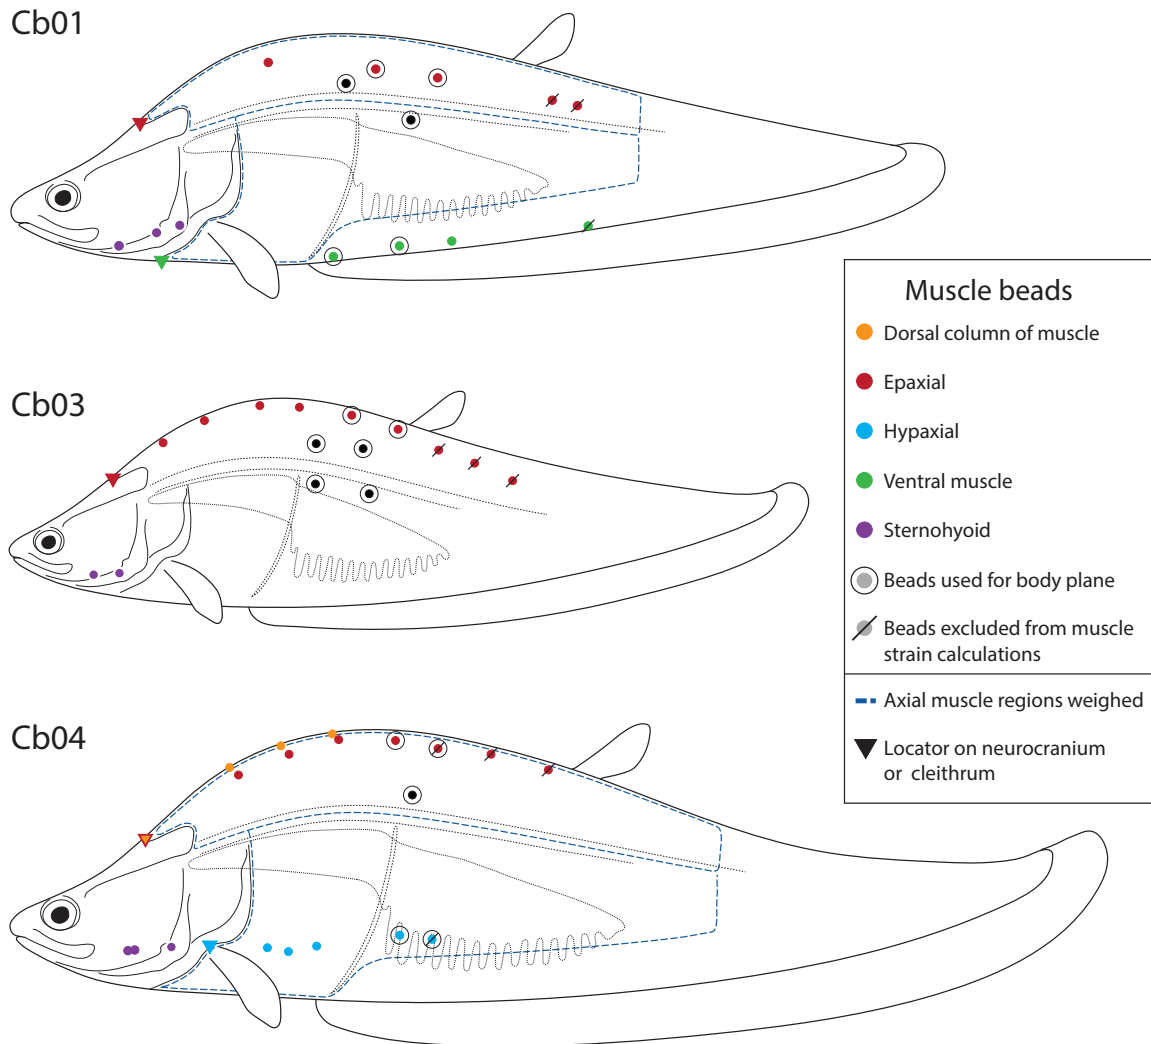 Cb01
Cb03
Cb04
Muscle beads
Dorsal column of muscle
Epaxial
Hypaxial
Ventral muscle
Sternohyoid
Beads used for body plane
Beads excluded from muscle
strain calculations
Axial muscle regions weighed
Locator on neurocranium
or cleithrum